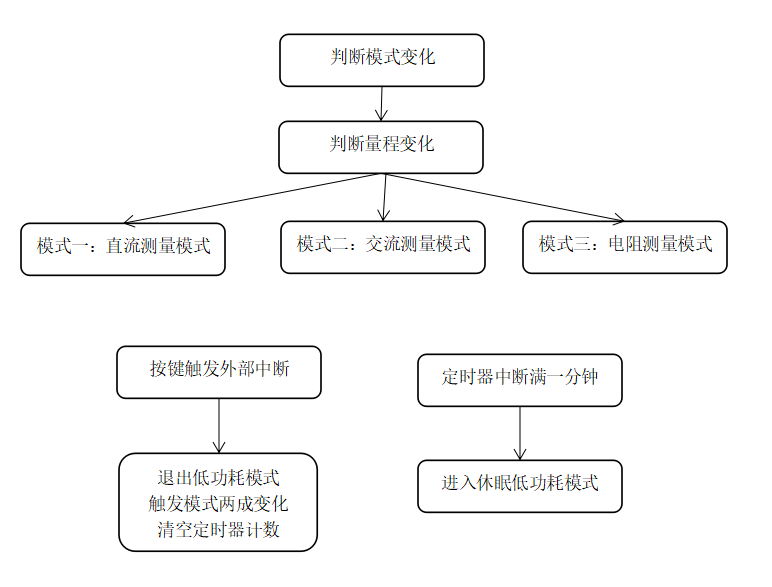 判断模式变化
判断量程变化
模式一：直流测量模式
模式二：交流测量模式
模式三：电阻测量模式
按键触发外部中断
退出低功耗模式
触发模式两成变化
清空定时器计数
定时器中断满一分钟
进入休眠低功耗模式